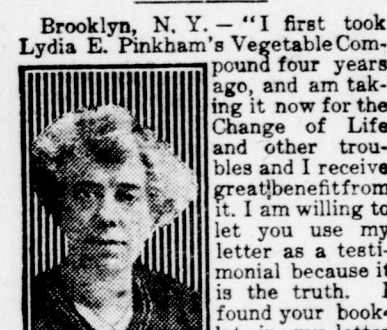 Brooklyn, N. Y. — "I first took
Lydia E. Pinkham's Vegetable Com-
pound four years
ago, and am tak-
ing it now for the
Change of Life
and other trou-
bles and I receive
great benefit from
it. I am willing to
let you use my
letter as a testi-
monial because it
is the truth. I
found your book